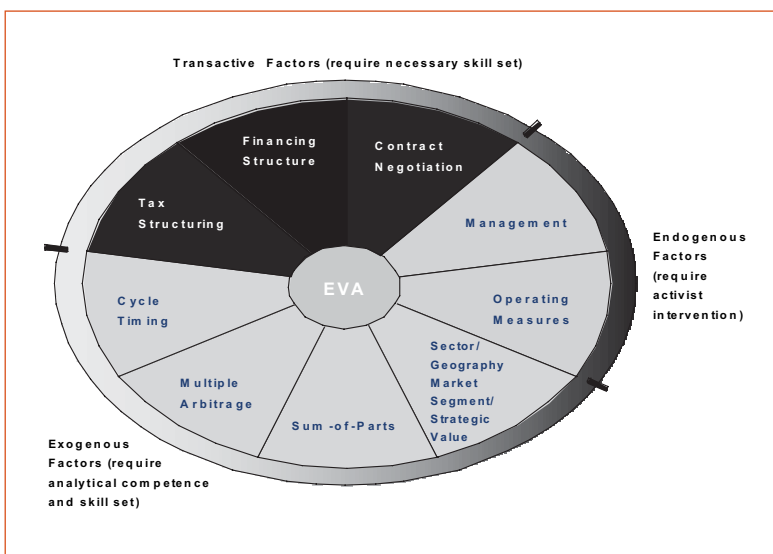 Transactive Factors (require necessary skill set)
Financing
Structure
Contract
Negotiation
Tax
Structuring
Management
Endogenous
Factors
(require
activist
intervention)
EVA
Cycle
Timing
Operating
Measures
Sector/
Geography
Market
Segment/
Strategic
Value
Multiple
Arbitrage
Sum -of-Parts
Exogenous
Factors (require
analytical competence
and skill set)